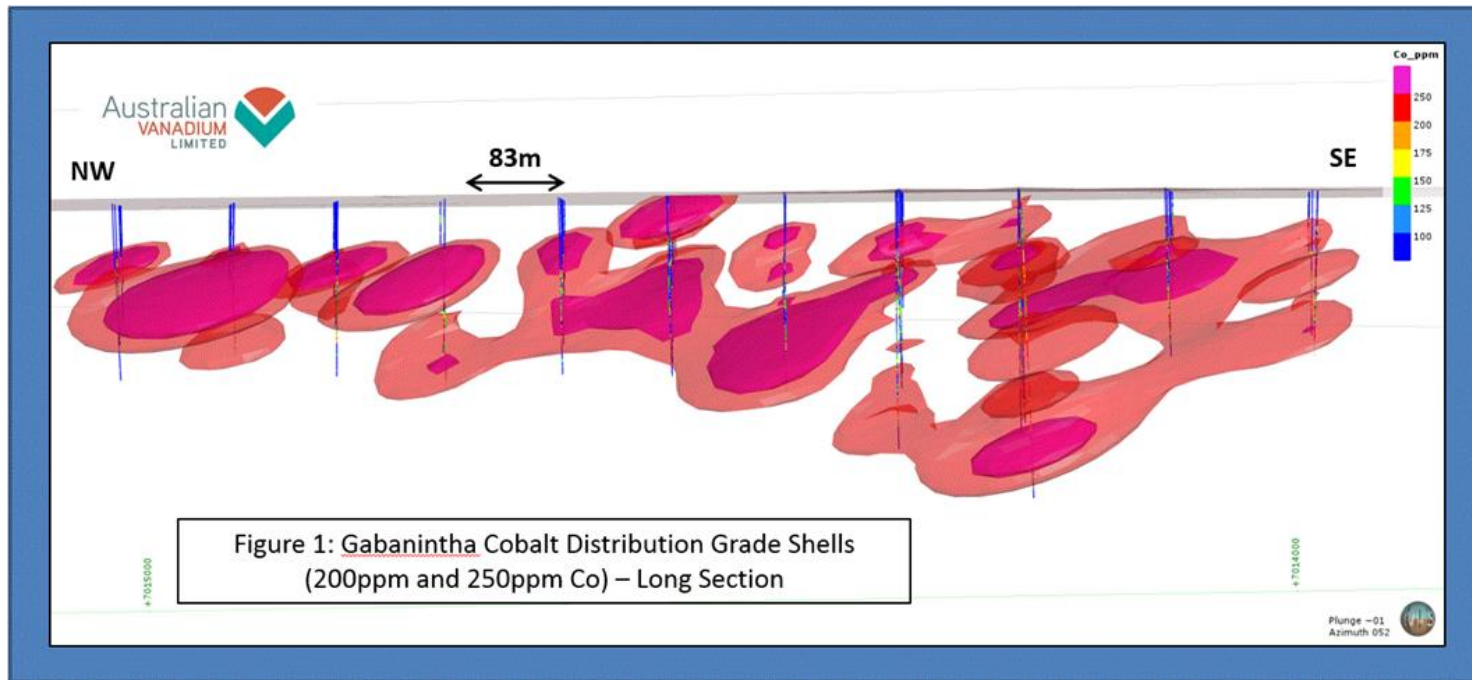 Co_ppm
250
200
175
150
125
100
Australian
VANADIUM
LIMITED
NW
83m
SE
Figure 1: Gabanintha Cobalt Distribution Grade Shells
(200ppm and 250ppm Co) – Long Section
+7015000
+7014000
Plunge −01
Azimuth 052